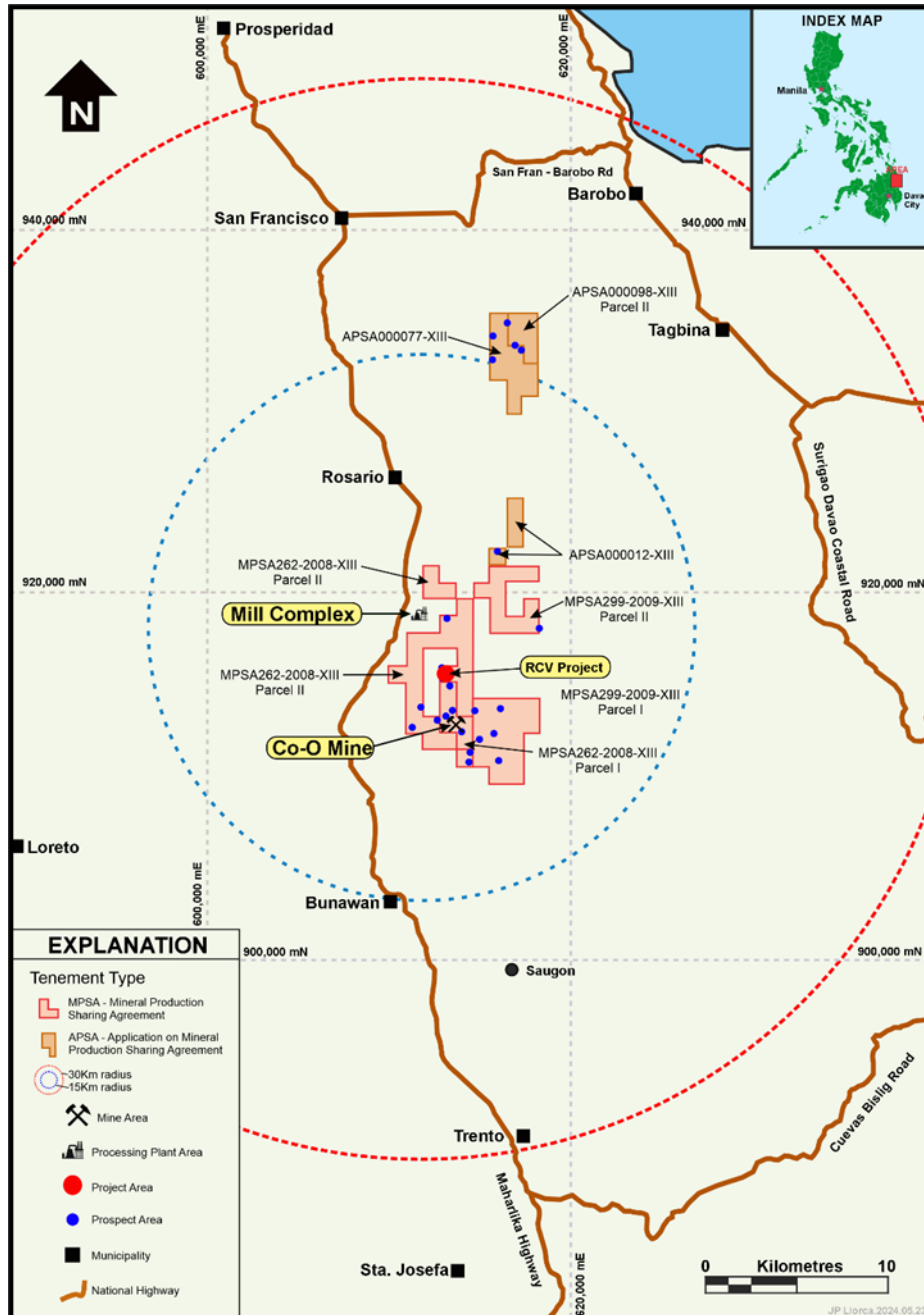 INDEX MAP
Manila
AREA
Davao
City
N
600,000 mE
620,000 mE
Prosperidad
San Fran - Barobo Rd
Barobo
San Francisco
940,000 mN
940,000 mN
APSA000098-XIII
Parcel II
APSA000077-XIII
Tagbina
Surigao Davao Coastal Road
Rosario
APSA000012-XIII
MPSA262-2008-XIII
Parcel II
920,000 mN
920,000 mN
MPSA299-2009-XIII
Parcel II
Mill Complex
RCV Project
MPSA262-2008-XIII
Parcel II
MPSA299-2009-XIII
Parcel I
Co-O Mine
MPSA262-2008-XIII
Parcel I
Loreto
600,000 mE
Bunawan
900,000 mN
900,000 mN
Saugon
Cuevas Bislig Road
Trento
Maharlika Highway
Sta. Josefa
620,000 mE
EXPLANATION
Tenement Type
MPSA - Mineral Production
Sharing Agreement
APSA - Application on Mineral
Production Sharing Agreement
30Km radius
15Km radius
Mine Area
Processing Plant Area
Project Area
Prospect Area
Municipality
National Highway
0 Kilometres 10